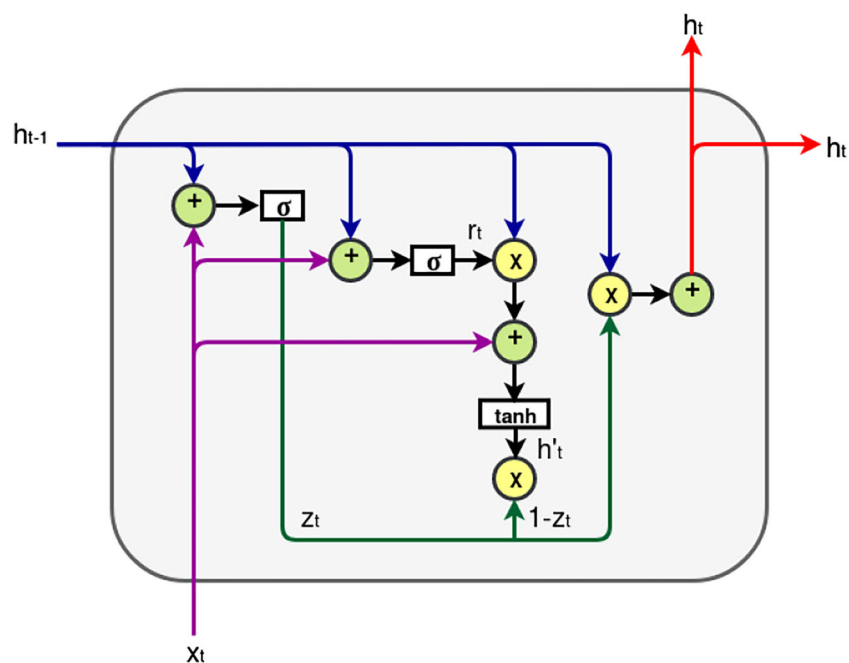 ht
ht-1
ht
+
σ
rt
+
σ
x
x
+
+
tanh
h't
x
zt
1-zt
xt